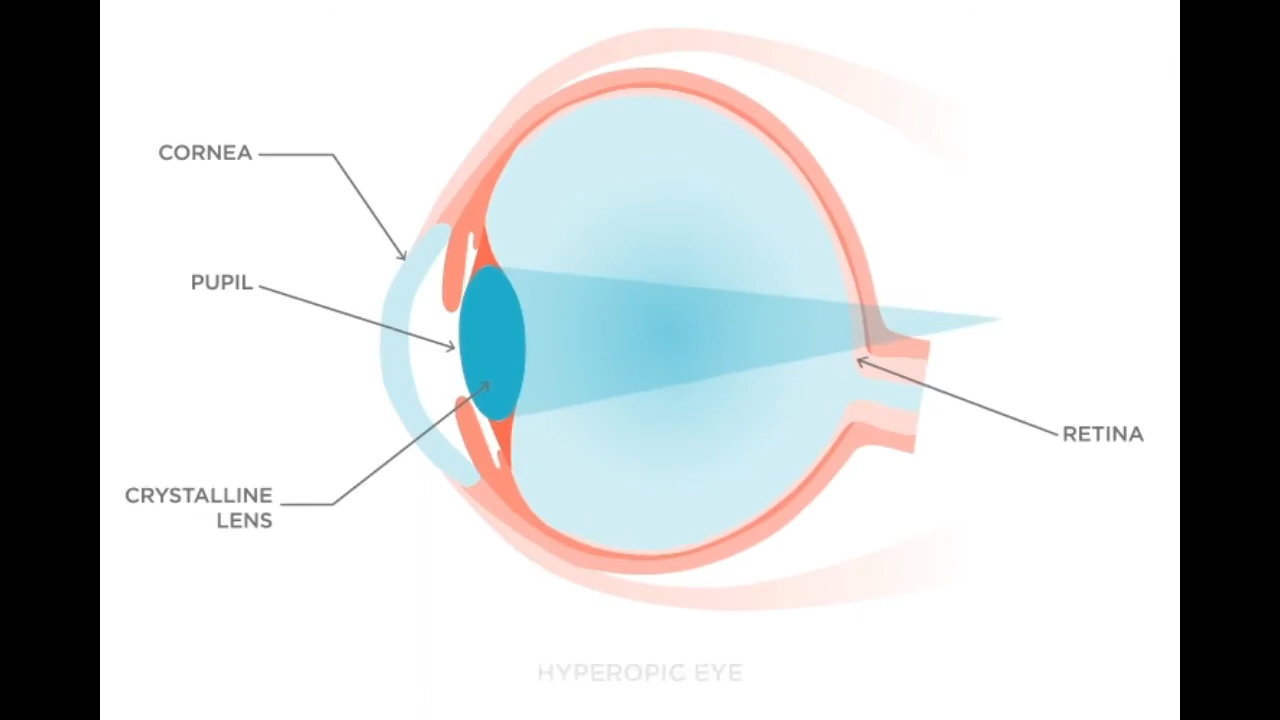 CORNEA
PUPIL
RETINA
CRYSTALLINE
LENS
HYPEROPIC EYE